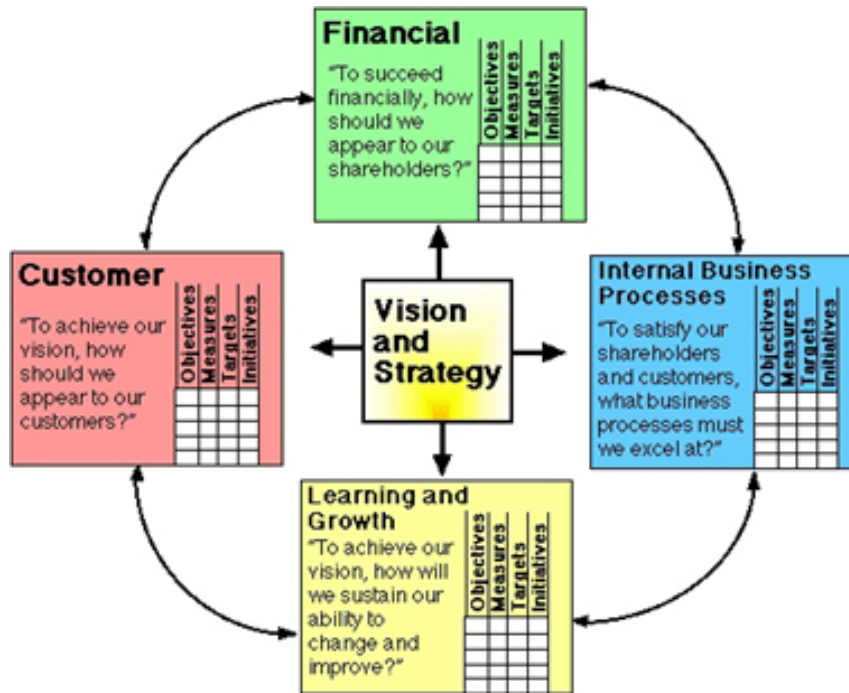 Financial
"To succeed
financially, how
should we
appear to our
shareholders?"
Objectives
Measures
Targets
Initiatives
Customer
"To achieve our
vision, how
should we
appear to our
customers?"
Objectives
Measures
Targets
Initiatives
Vision
and
Strategy
Internal Business
Processes
"To satisfy our
shareholders
and customers,
what business
processes must
we excel at?"
Objectives
Measures
Targets
Initiatives
Learning and
Growth
"To achieve our
vision, how will
we sustain our
ability to
change and
improve?"
Objectives
Measures
Targets
Initiatives